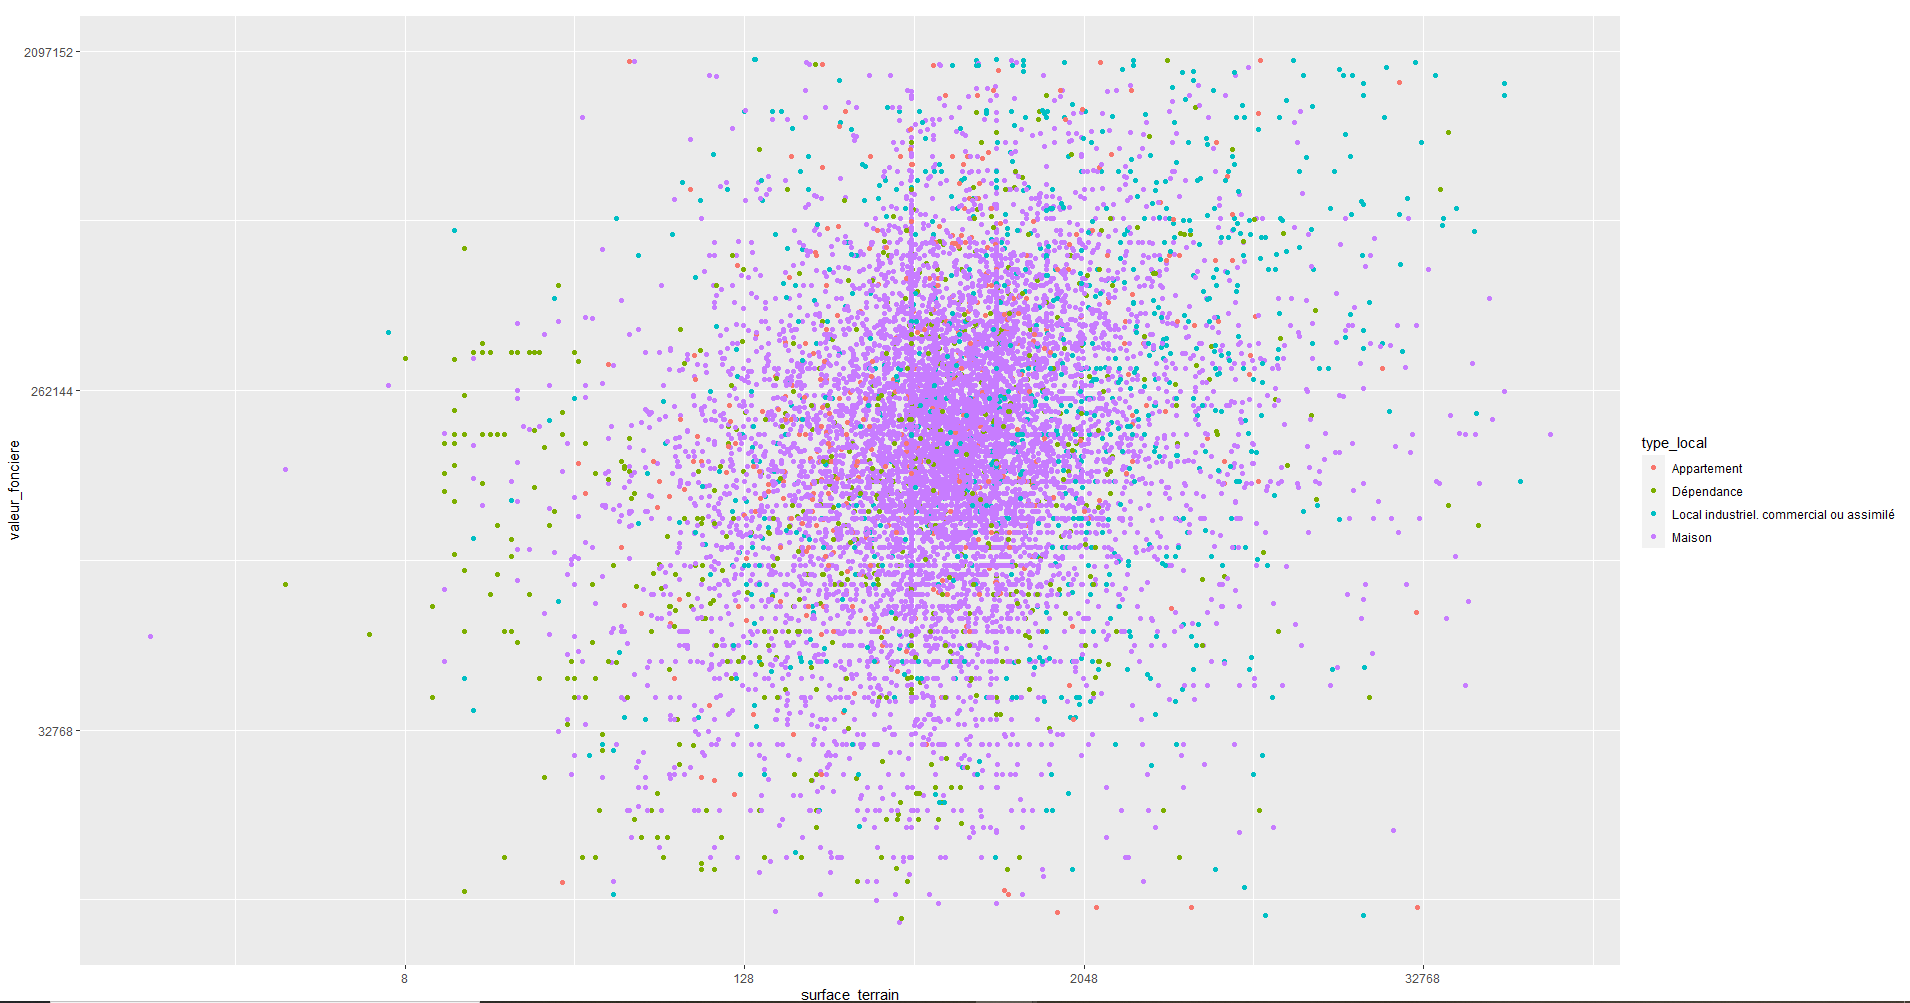 2097152
262144
32768
valeur_fonciere
8
128
2048
32768
surface_terrain
type_local
Appartement
Dépendance
Local industriel. commercial ou assimilé
Maison